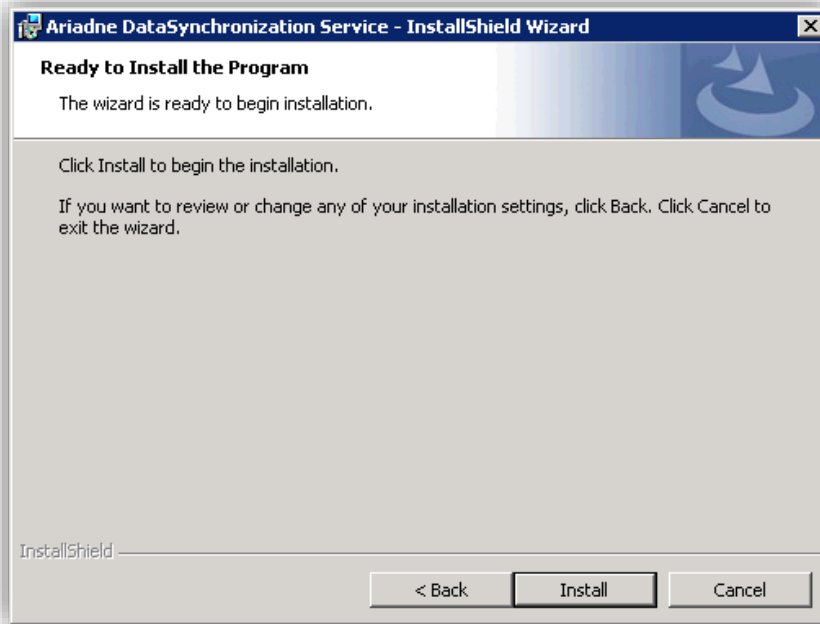 Ariadne DataSynchronization Service - InstallShield Wizard
Ready to Install the Program
The wizard is ready to begin installation.
Click Install to begin the installation.
If you want to review or change any of your installation settings, click Back. Click Cancel to
exit the wizard.
InstallShield
< Back
Install
Cancel